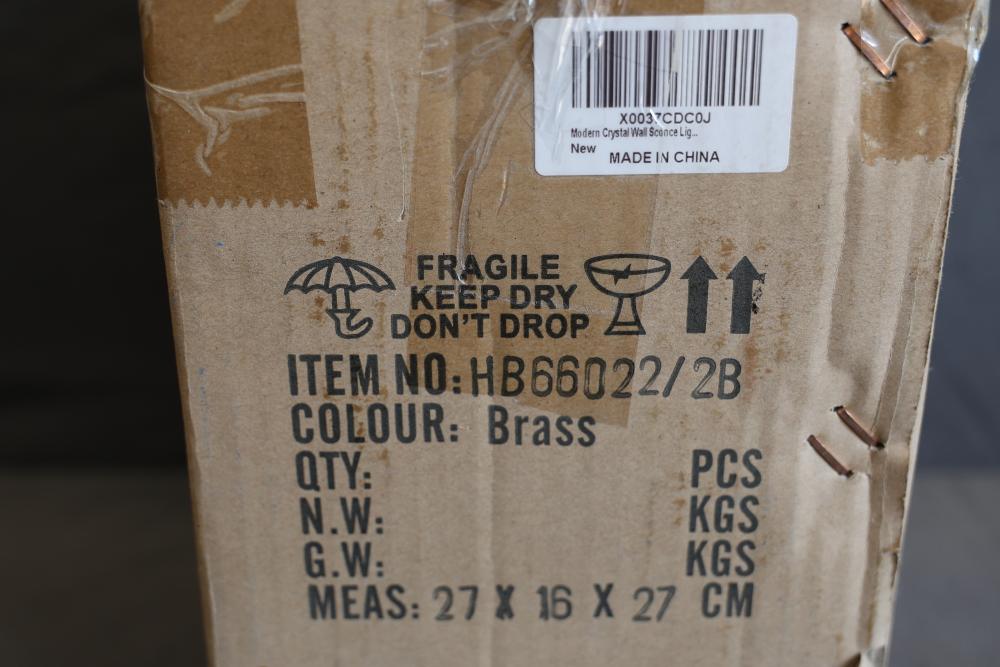 X0037CDC0J
Modern Crystal Wall Sconce Lig...
New
MADE IN CHINA
FRAGILE
KEEP DRY
DON'T DROP
ITEM NO: HB66022/2B
COLOUR: Brass
QTY: PCS
N.W: KGS
G.W: KGS
MEAS: 27 X 16 X 27 CM